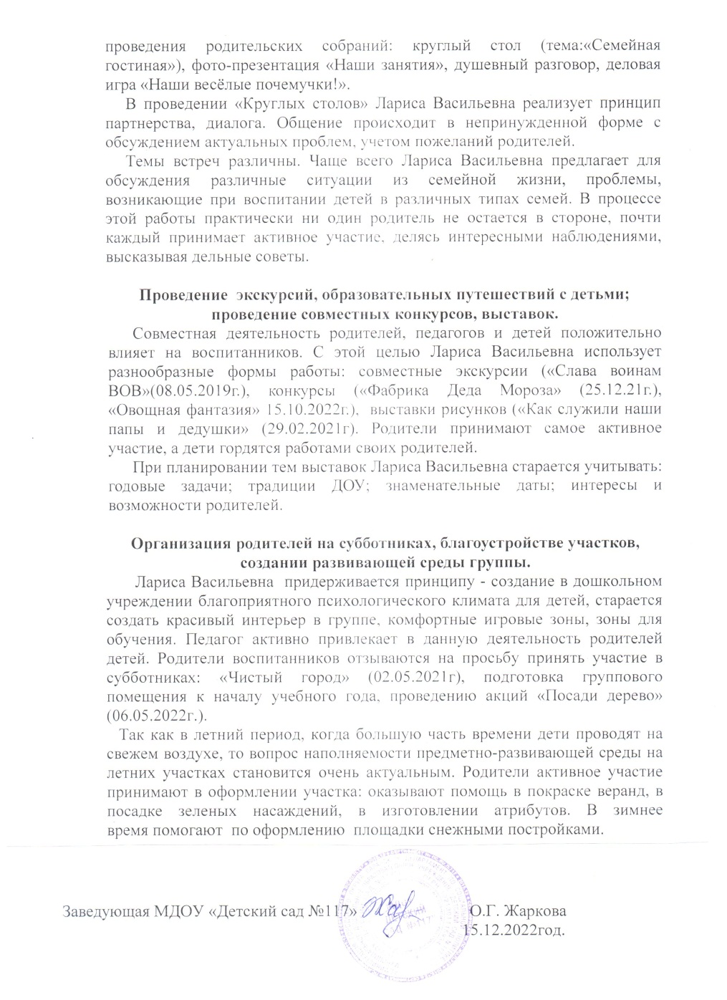 проведения родительских собраний: круглый стол (тема:«Семейная
гостиная»), фото-презентация «Наши занятия», душевный разговор, деловая
игра «Наши весёлые почемучки!».
В проведении «Круглых столов» Лариса Васильевна реализует принцип
партнерства, диалога. Общение происходит в непринужденной форме с
обсуждением актуальных проблем, учетом пожеланий родителей.
Темы встреч различны. Чаще всего Лариса Васильевна предлагает для
обсуждения различные ситуации из семейной жизни, проблемы,
возникающие при воспитании детей в различных типах семей. В процессе
этой работы практически ни один родитель не остается в стороне, почти
каждый принимает активное участие, делясь интересными наблюдениями,
высказывая дельные советы.
Проведение экскурсий, образовательных путешествий с детьми;
проведение совместных конкурсов, выставок.
Совместная деятельность родителей, педагогов и детей положительно
влияет на воспитанников. С этой целью Лариса Васильевна использует
разнообразные формы работы: совместные экскурсии («Слава воинам
ВОВ»(08.05.2019г.), конкурсы («Фабрика Деда Мороза» (25.12.21г.),
«Овощная фантазия» 15.10.2022г.), выставки рисунков («Как служили наши
папы и дедушки» (29.02.2021г). Родители принимают самое активное
участие, а дети гордятся работами своих родителей.
При планировании тем выставок Лариса Васильевна старается учитывать:
годовые задачи; традиции ДОУ; знаменательные даты; интересы и
возможности родителей.
Организация родителей на субботниках, благоустройстве участков,
создании развивающей среды группы.
Лариса Васильевна придерживается принципу - создание в дошкольном
учреждении благоприятного психологического климата для детей, старается
создать красивый интерьер в группе, комфортные игровые зоны, зоны для
обучения. Педагог активно привлекает в данную деятельность родителей
детей. Родители воспитанников отзываются на просьбу принять участие в
субботниках: «Чистый город» (02.05.2021г), подготовка группового
помещения к началу учебного года, проведению акций «Посади дерево»
(06.05.2022г.).
Так как в летний период, когда большую часть времени дети проводят на
свежем воздухе, то вопрос наполняемости предметно-развивающей среды на
летних участках становится очень актуальным. Родители активное участие
принимают в оформлении участка: оказывают помощь в покраске веранд, в
посадке зеленых насаждений, в изготовлении атрибутов. В зимнее
время помогают по оформлению площадки снежными постройками.
Заведующая МДОУ «Детский сад №117» О.Г. Жаркова
15.12.2022год.